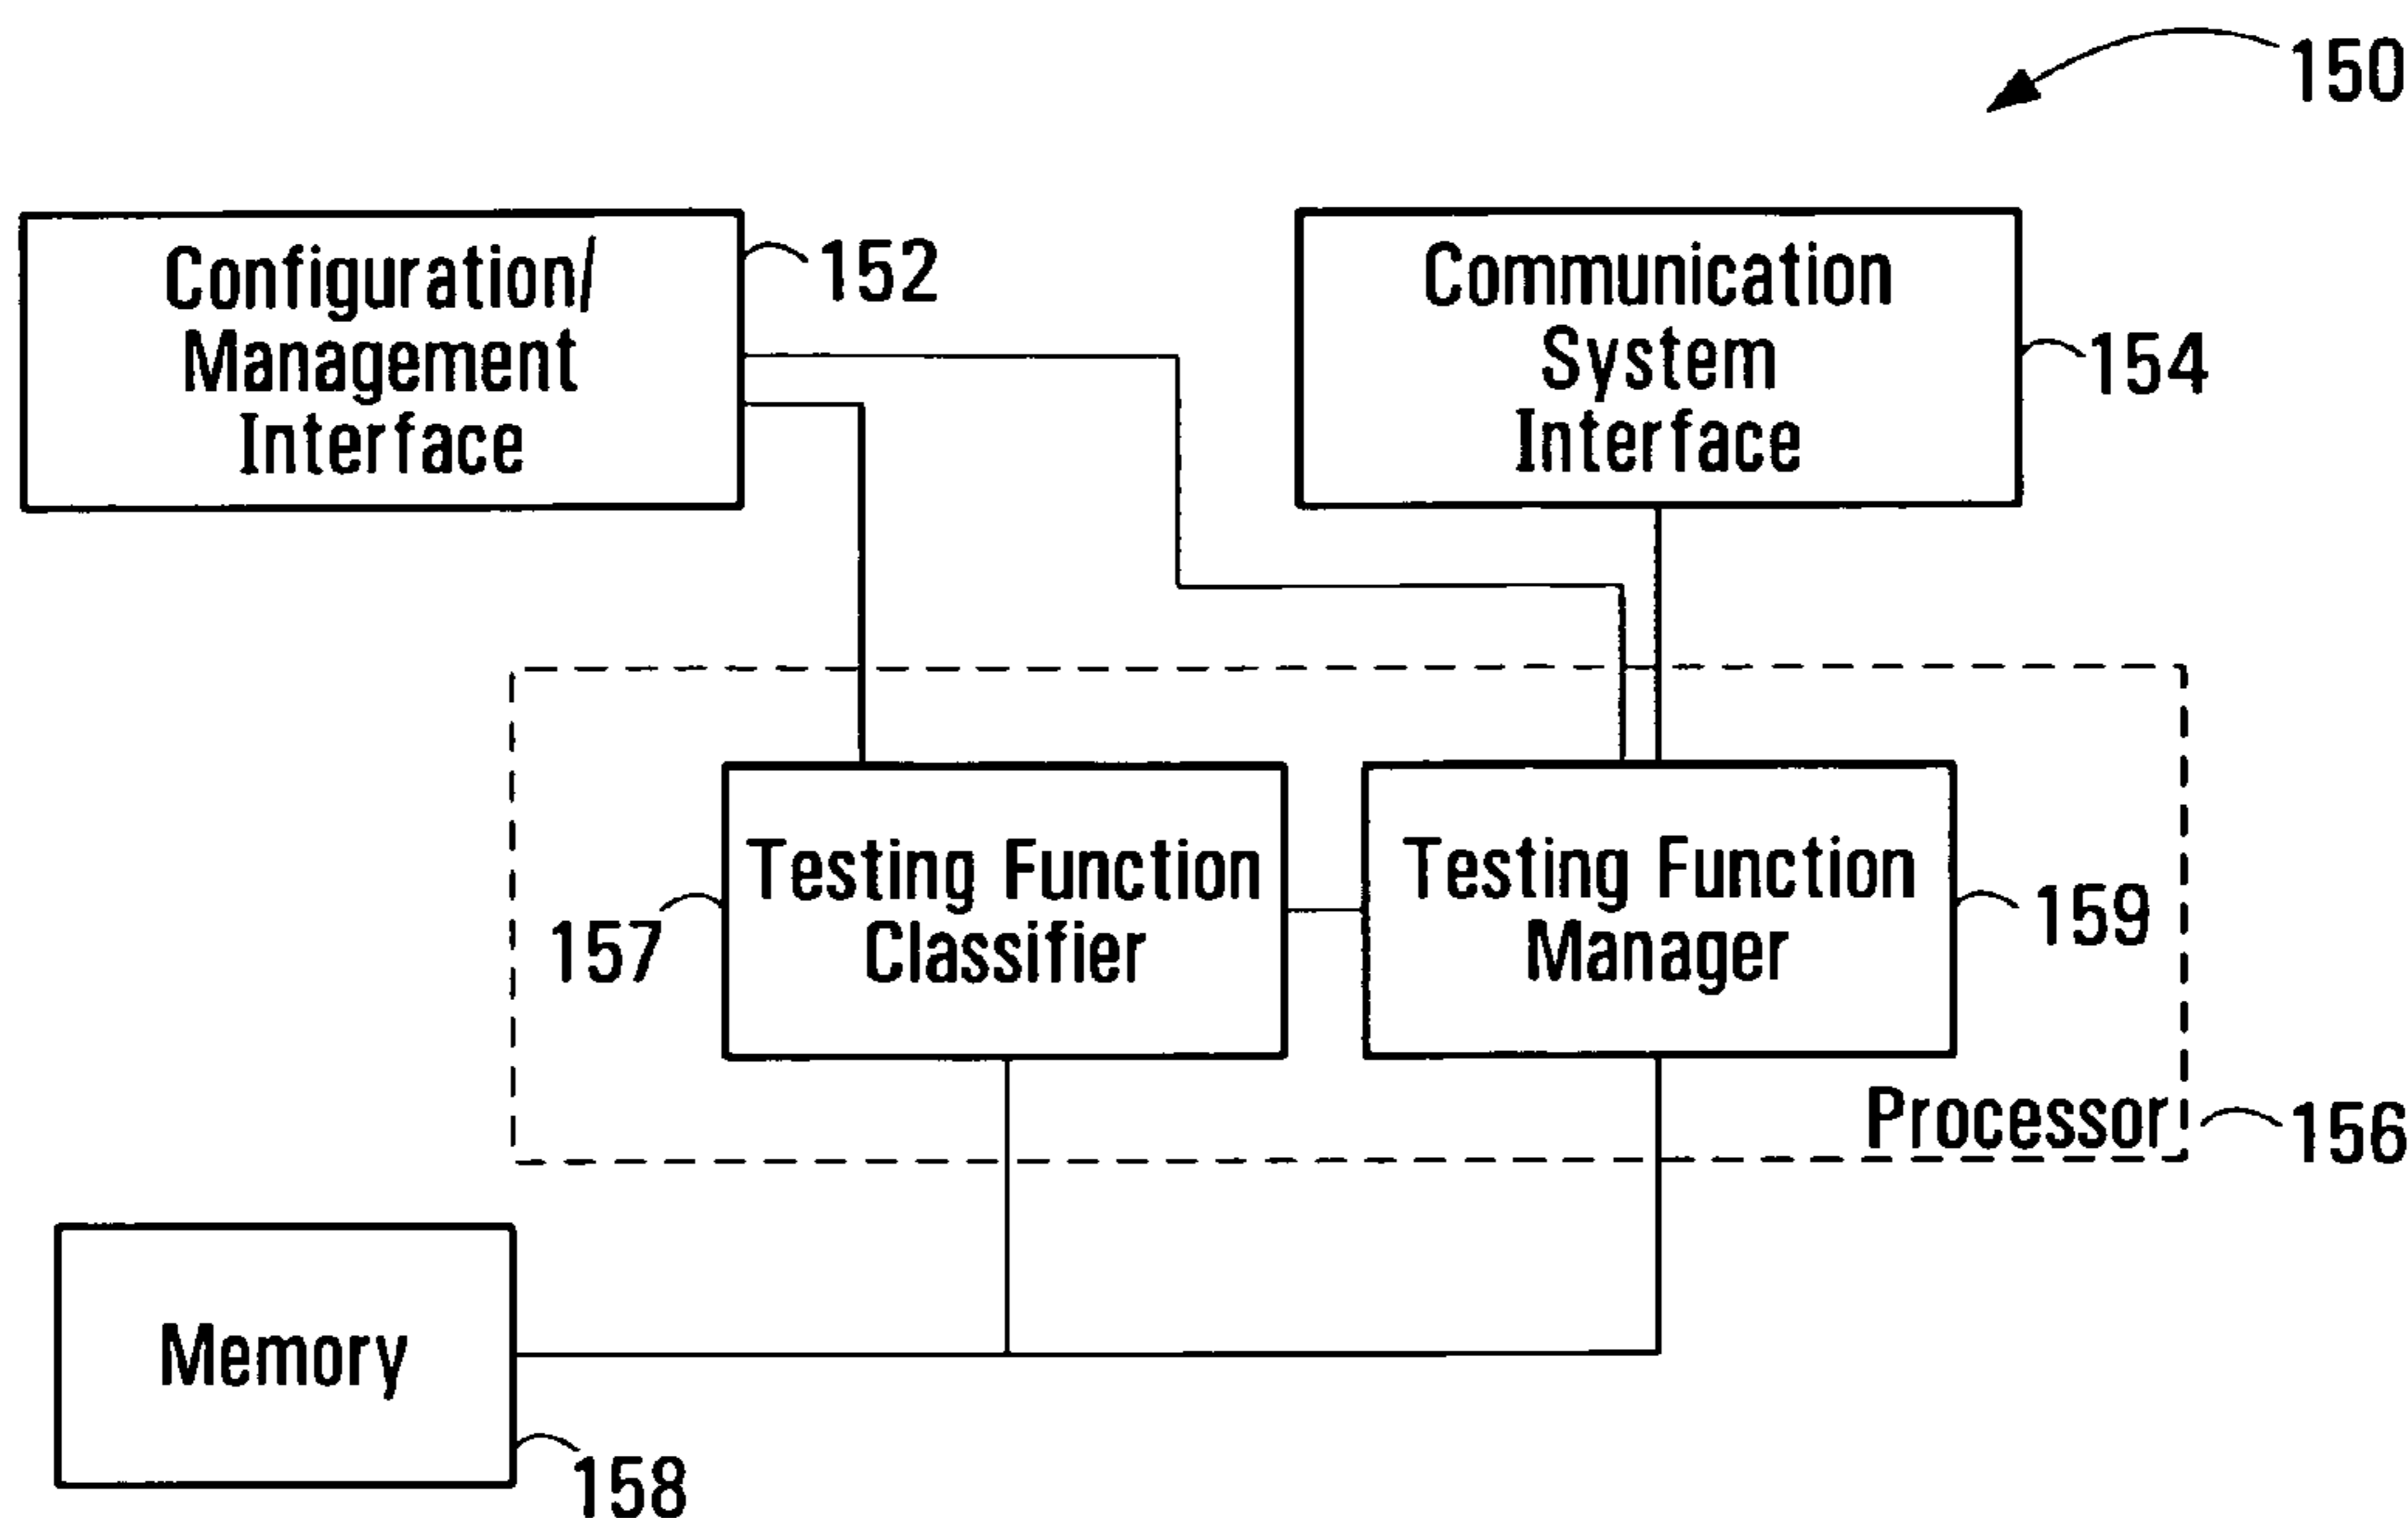 150
Configuration/
Management
Interface
152
Communication
System
Interface
154
Testing Function
Classifier
157
Testing Function
Manager
159
Processor
156
Memory
158